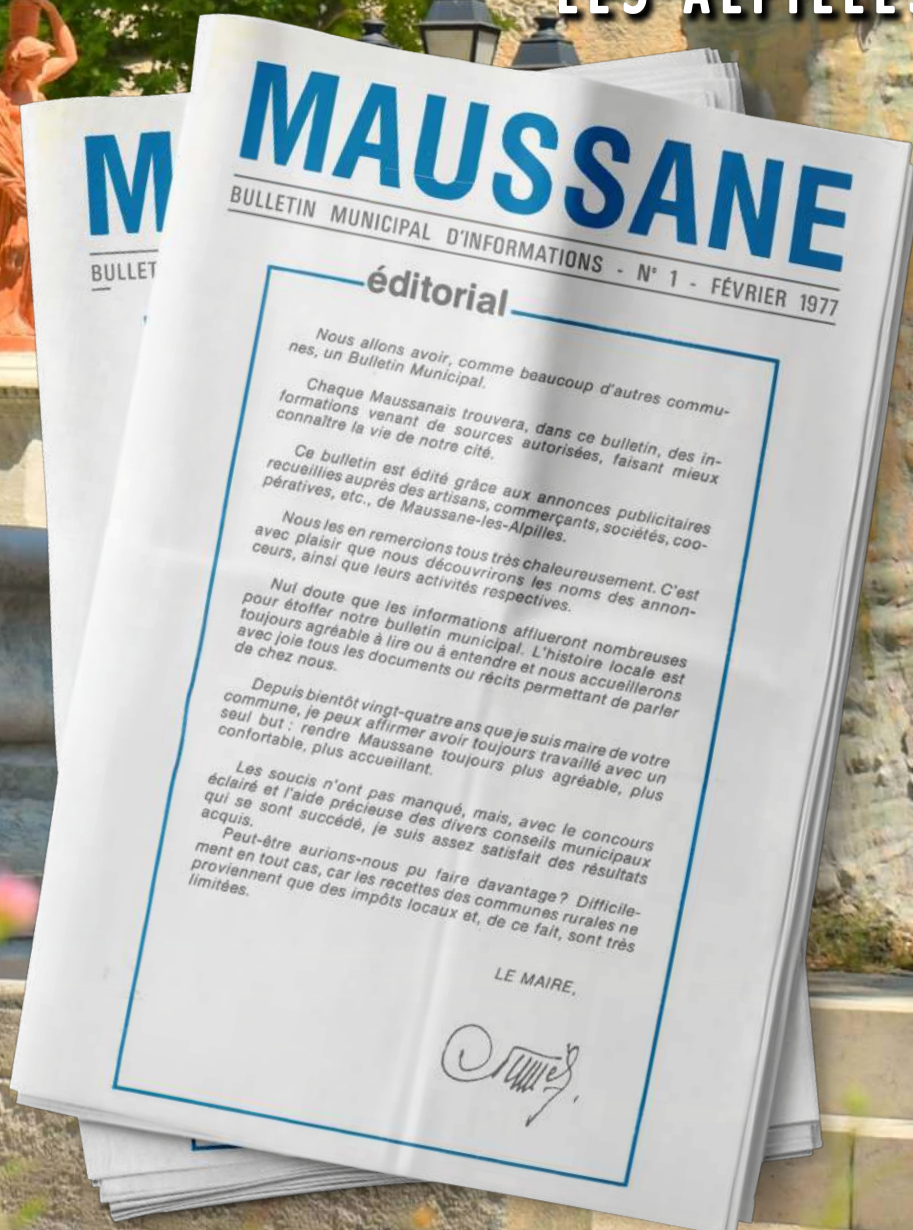 LES ALPILLES
MAUSSANE
BULLETIN MUNICIPAL D'INFORMATIONS - N° 1 - FÉVRIER 1977
M
BULLET
éditorial
Nous allons avoir, comme beaucoup d'autres commu-
nes, un Bulletin Municipal.
Chaque Maussanais trouvera, dans ce bulletin, des in-
formations venant de sources autorisées, faisant mieux
connaître la vie de notre cité.
Ce bulletin est édité grâce aux annonces publicitaires
recueillies auprès des artisans, commerçants, sociétés, coo-
pératives, etc., de Maussane-les-Alpilles.
Nous les en remercions tous très chaleureusement. C'est
avec plaisir que nous découvrirons les noms des annon-
ceurs, ainsi que leurs activités respectives.
Nul doute que les informations afflueront nombreuses
pour étoffer notre bulletin municipal. L'histoire locale est
toujours agréable à lire ou à entendre et nous accueillerons
avec joie tous les documents ou récits permettant de parler
de chez nous.
Depuis bientôt vingt-quatre ans que je suis maire de votre
commune, je peux affirmer avoir toujours travaillé avec un
seul but : rendre Maussane toujours plus agréable, plus
confortable, plus accueillant.
Les soucis n'ont pas manqué, mais, avec le concours
éclairé et l'aide précieuse des divers conseils municipaux
qui se sont succédé, je suis assez satisfait des résultats
acquis.
Peut-être aurions-nous pu faire davantage ? Difficile-
ment en tout cas, car les recettes des communes rurales ne
proviennent que des impôts locaux et, de ce fait, sont très
limitées.
LE MAIRE,